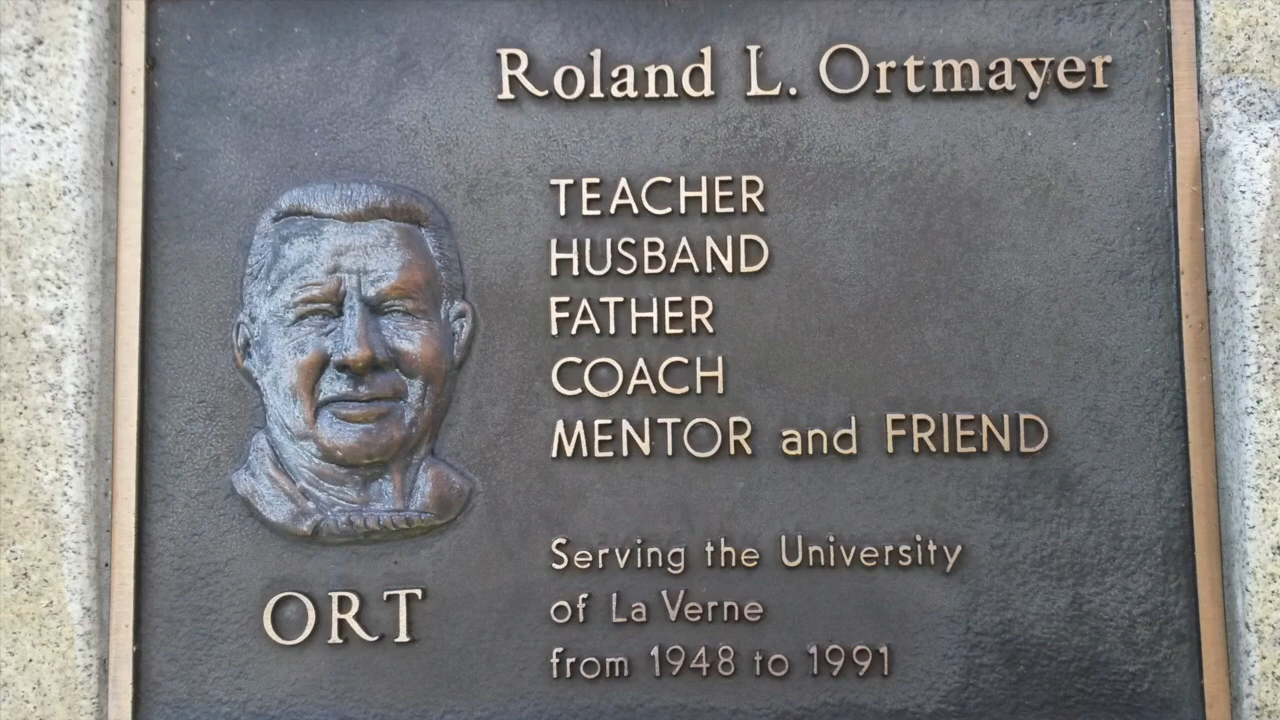 Roland L. Ortmayer
TEACHER
HUSBAND
FATHER
COACH
MENTOR and FRIEND
Serving the University
of La Verne
from 1948 to 1991
ORT